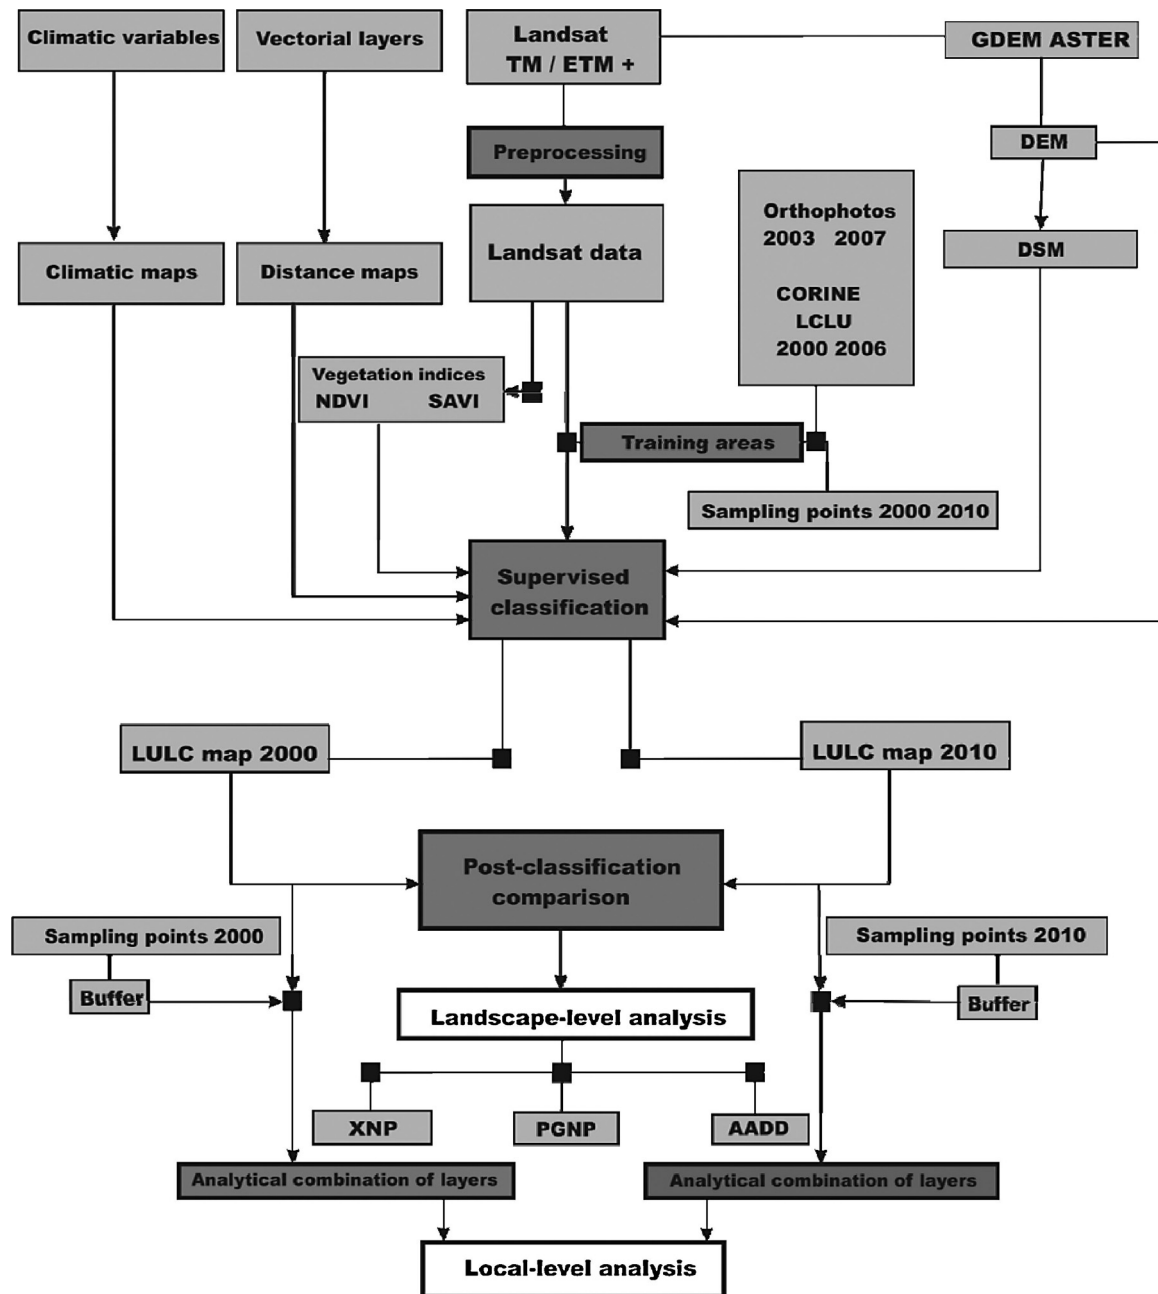 Climatic variables
Vectorial layers
Landsat
TM / ETM +
GDEM ASTER
Preprocessing
DEM
Orthophotos
2003 2007
CORINE
LCLU
2000 2006
Climatic maps
Distance maps
Landsat data
DSM
Vegetation indices
NDVI SAVI
Training areas
Sampling points 2000 2010
Supervised
classification
LULC map 2000
LULC map 2010
Post-classification
comparison
Sampling points 2000
Sampling points 2010
Buffer
Buffer
Landscape-level analysis
XNP
PGNP
AADD
Analytical combination of layers
Analytical combination of layers
Local-level analysis